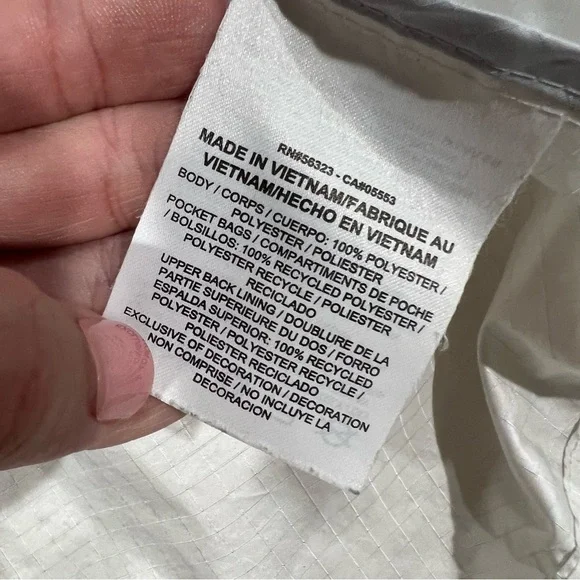 RN#56323 - CA#05553
MADE IN VIETNAM/FABRIQUE AU
VIETNAM/HECHO EN VIETNAM
BODY / CORPS / CUERPO: 100% POLYESTER /
POLYESTER / POLIESTER
POCKET BAGS / COMPARTIMENTS DE POCHE
/ BOLSILLOS: 100% RECYCLED POLYESTER /
POLYESTER RECYCLE / POLIESTER
RECICLADO
UPPER BACK LINING / DOUBLURE DE LA
PARTIE SUPERIEURE DU DOS / FORRO
ESPALDA SUPERIOR: 100% RECYCLED
POLYESTER / POLYESTER RECYCLE /
POLIESTER RECICLADO
EXCLUSIVE OF DECORATION / DECORATION
NON COMPRISE / NO INCLUYE LA
DECORACION